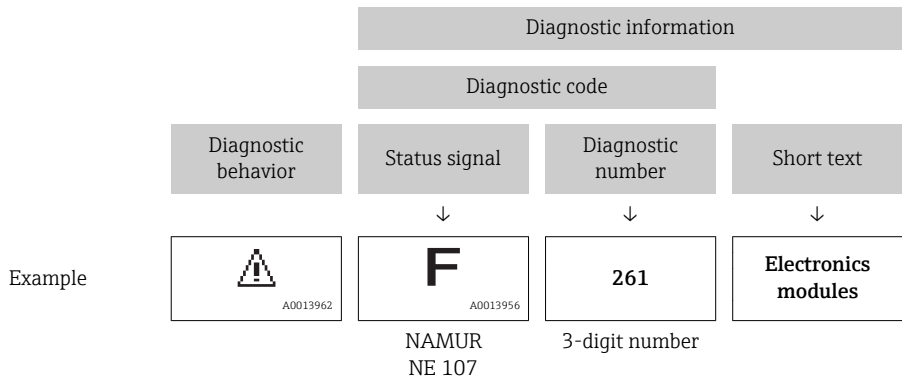 Diagnostic information
Diagnostic code
Diagnostic
behavior
Status signal
Diagnostic
number
Short text
↓ ↓ ↓
Example
A0013962
F
A0013956
261
Electronics
modules
NAMUR
NE 107
3-digit number